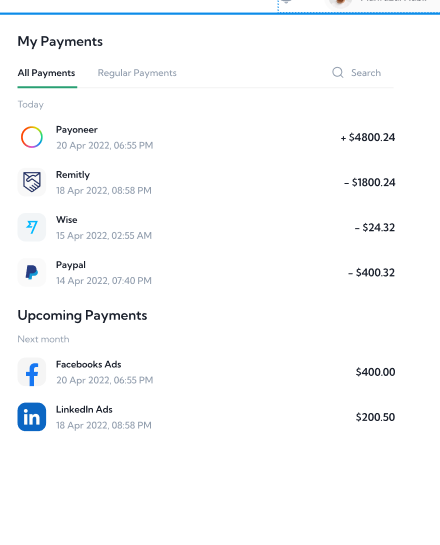 My Payments
All Payments
Regular Payments
Search
Today
Payoneer
20 Apr 2022, 06:55 PM
+ $4800.24
Remitly
18 Apr 2022, 08:58 PM
− $1800.24
Wise
15 Apr 2022, 02:55 AM
− $24.32
Paypal
14 Apr 2022, 07:40 PM
− $400.32
Upcoming Payments
Next month
Facebooks Ads
20 Apr 2022, 06:55 PM
$400.00
in
LinkedIn Ads
18 Apr 2022, 08:58 PM
$200.50